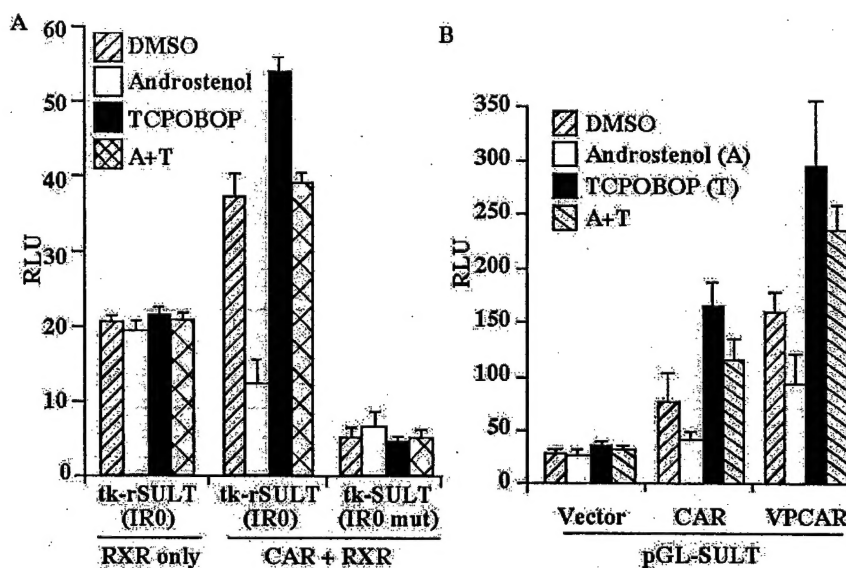 A
60
50
40
30
20
10
0
RLU
DMSO
Androstenol
TCPOBOP
A+T
tk-rSULT
(IR0)
tk-rSULT
(IR0)
tk-SULT
(IR0 mut)
RXR only
CAR + RXR
B
350
300
250
200
150
100
50
0
RLU
DMSO
Androstenol (A)
TCPOBOP (T)
A+T
Vector
CAR
VPCAR
pGL-SULT